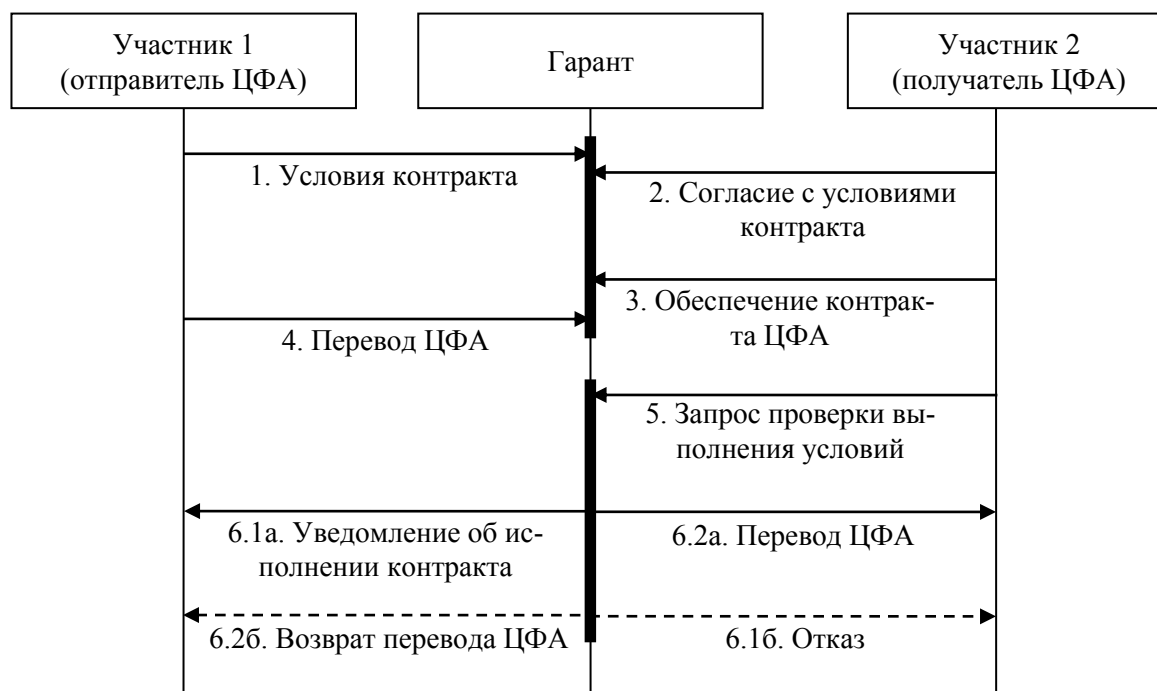 Участник 1
(отправитель ЦФА)
Гарант
Участник 2
(получатель ЦФА)
1. Условия контракта
2. Согласие с условиями
контракта
3. Обеспечение контрак-
та ЦФА
4. Перевод ЦФА
5. Запрос проверки вы-
полнения условий
6.1а. Уведомление об ис-
полнении контракта
6.2а. Перевод ЦФА
6.2б. Возврат перевода ЦФА
6.1б. Отказ